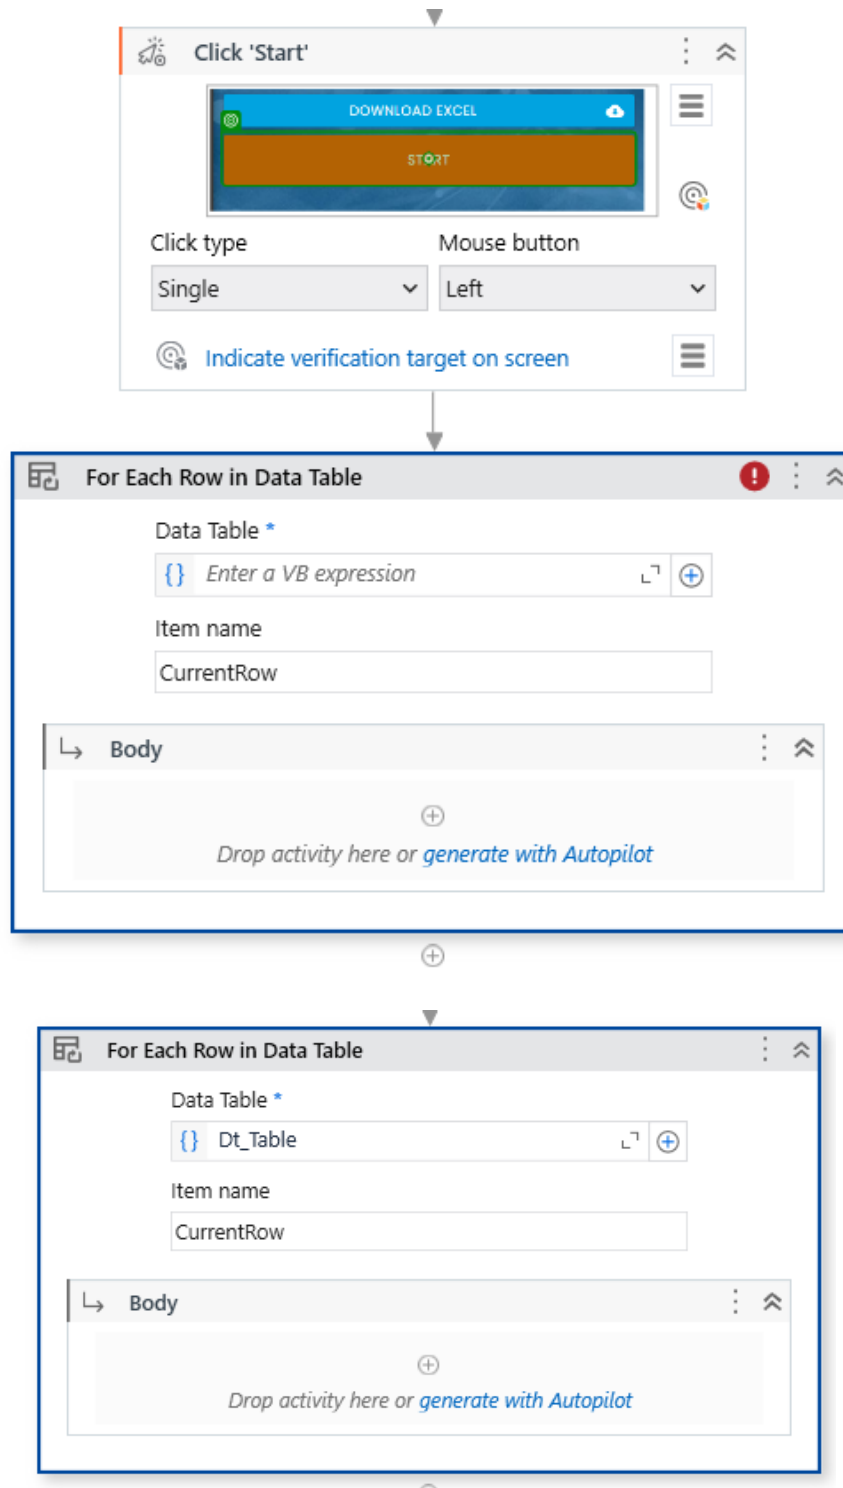 Click 'Start'
DOWNLOAD EXCEL
START
Click type
Mouse button
Single
Left
Indicate verification target on screen
For Each Row in Data Table
Data Table *
{} Enter a VB expression
Item name
CurrentRow
Body
Drop activity here or generate with Autopilot
For Each Row in Data Table
Data Table *
{} Dt_Table
Item name
CurrentRow
Body
Drop activity here or generate with Autopilot